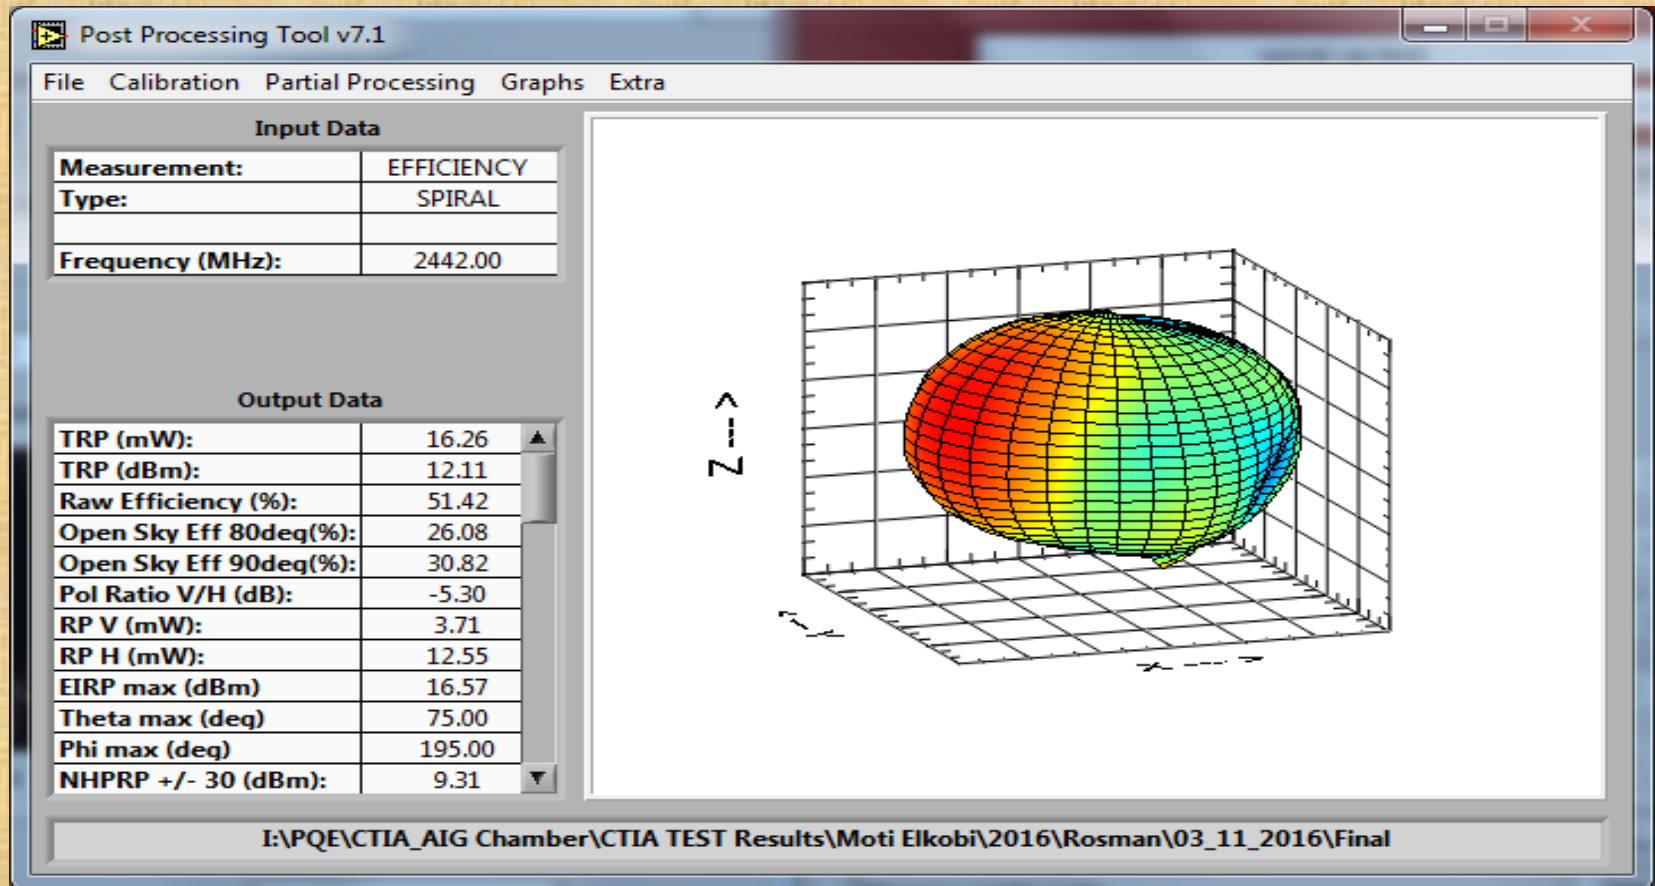 Post Processing Tool v7.1
File Calibration Partial Processing Graphs Extra
Input Data
Measurement: EFFICIENCY
Type: SPIRAL
Frequency (MHz): 2442.00
Output Data
TRP (mW): 16.26
TRP (dBm): 12.11
Raw Efficiency (%): 51.42
Open Sky Eff 80deg(%): 26.08
Open Sky Eff 90deg(%): 30.82
Pol Ratio V/H (dB): -5.30
RP V (mW): 3.71
RP H (mW): 12.55
EIRP max (dBm) 16.57
Theta max (deg) 75.00
Phi max (deg) 195.00
NHPRP +/- 30 (dBm): 9.31
Z --->
I:\PQE\CTIA_AIG Chamber\CTIA TEST Results\Moti Elkobi\2016\Rosman\03_11_2016\Final